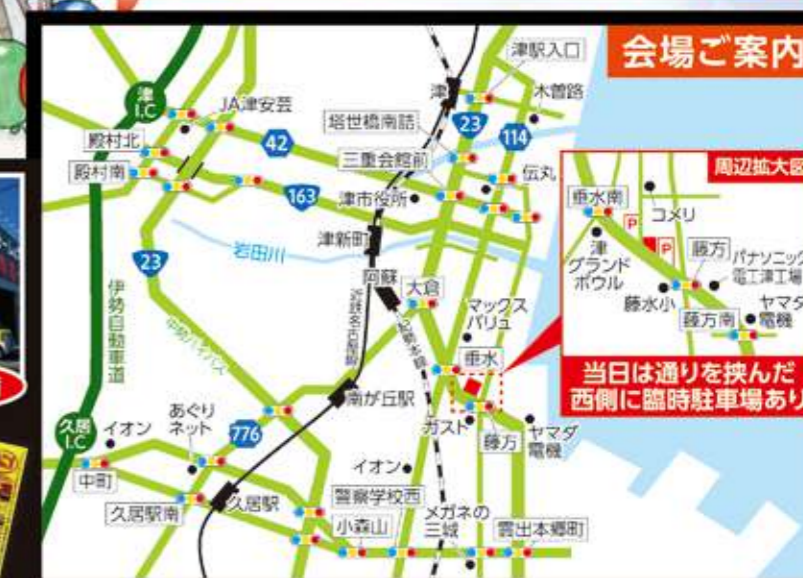 会場ご案内
津駅入口
津
木曽路
津
I.C
JA津安芸
塔世橋南詰
23
114
殿村北
42
三重会館前
伝丸
殿村南
163
津市役所
岩田川
津新町
23
阿漕
大倉
伊勢自動車道
中勢バイパス
近鉄名古屋線
紀勢本線
マックス
バリュ
垂水
南が丘駅
ガスト
藤方
ヤマダ
電機
久居
I.C
イオン
あぐり
ネット
776
中町
イオン
久居駅南
久居駅
警察学校西
小森山
メガネの
三城
雲出本郷町
周辺拡大図
垂水南
コメリ
P
P
津
グランド
ボウル
藤方
パナソニック
電工津工場
藤水小
藤方南
ヤマダ
電機
当日は通りを挟んだ
西側に臨時駐車場あり